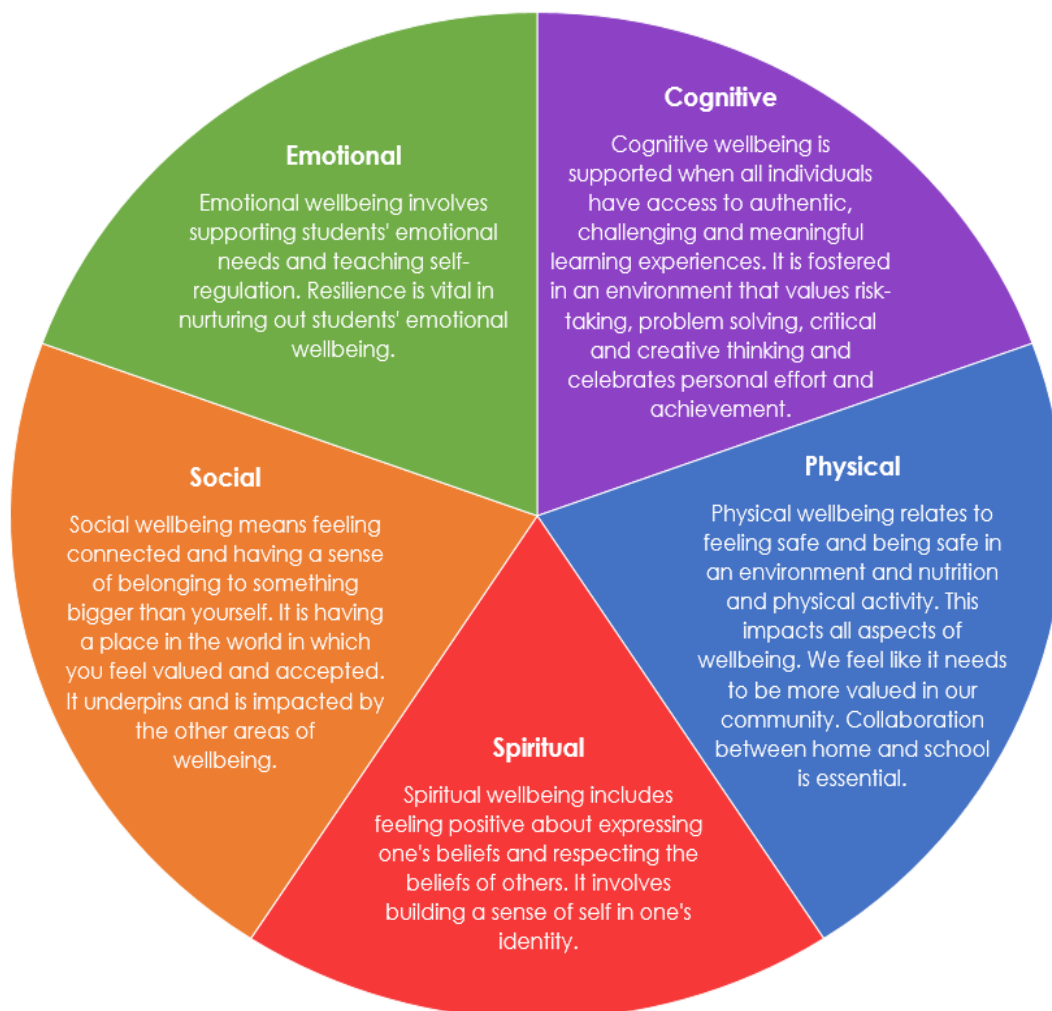 Cognitive
Cognitive wellbeing is
supported when all individuals
have access to authentic,
challenging and meaningful
learning experiences. It is fostered
in an environment that values risk-
taking, problem solving, critical
and creative thinking and
celebrates personal effort and
achievement.
Physical
Physical wellbeing relates to
feeling safe and being safe in
an environment and nutrition
and physical activity. This
impacts all aspects of
wellbeing. We feel like it needs
to be more valued in our
community. Collaboration
between home and school
is essential.
Spiritual
Spiritual wellbeing includes
feeling positive about expressing
one's beliefs and respecting the
beliefs of others. It involves
building a sense of self in one's
identity.
Social
Social wellbeing means feeling
connected and having a sense
of belonging to something
bigger than yourself. It is having
a place in the world in which
you feel valued and accepted.
It underpins and is impacted by
the other areas of
wellbeing.
Emotional
Emotional wellbeing involves
supporting students' emotional
needs and teaching self-
regulation. Resilience is vital in
nurturing out students' emotional
wellbeing.